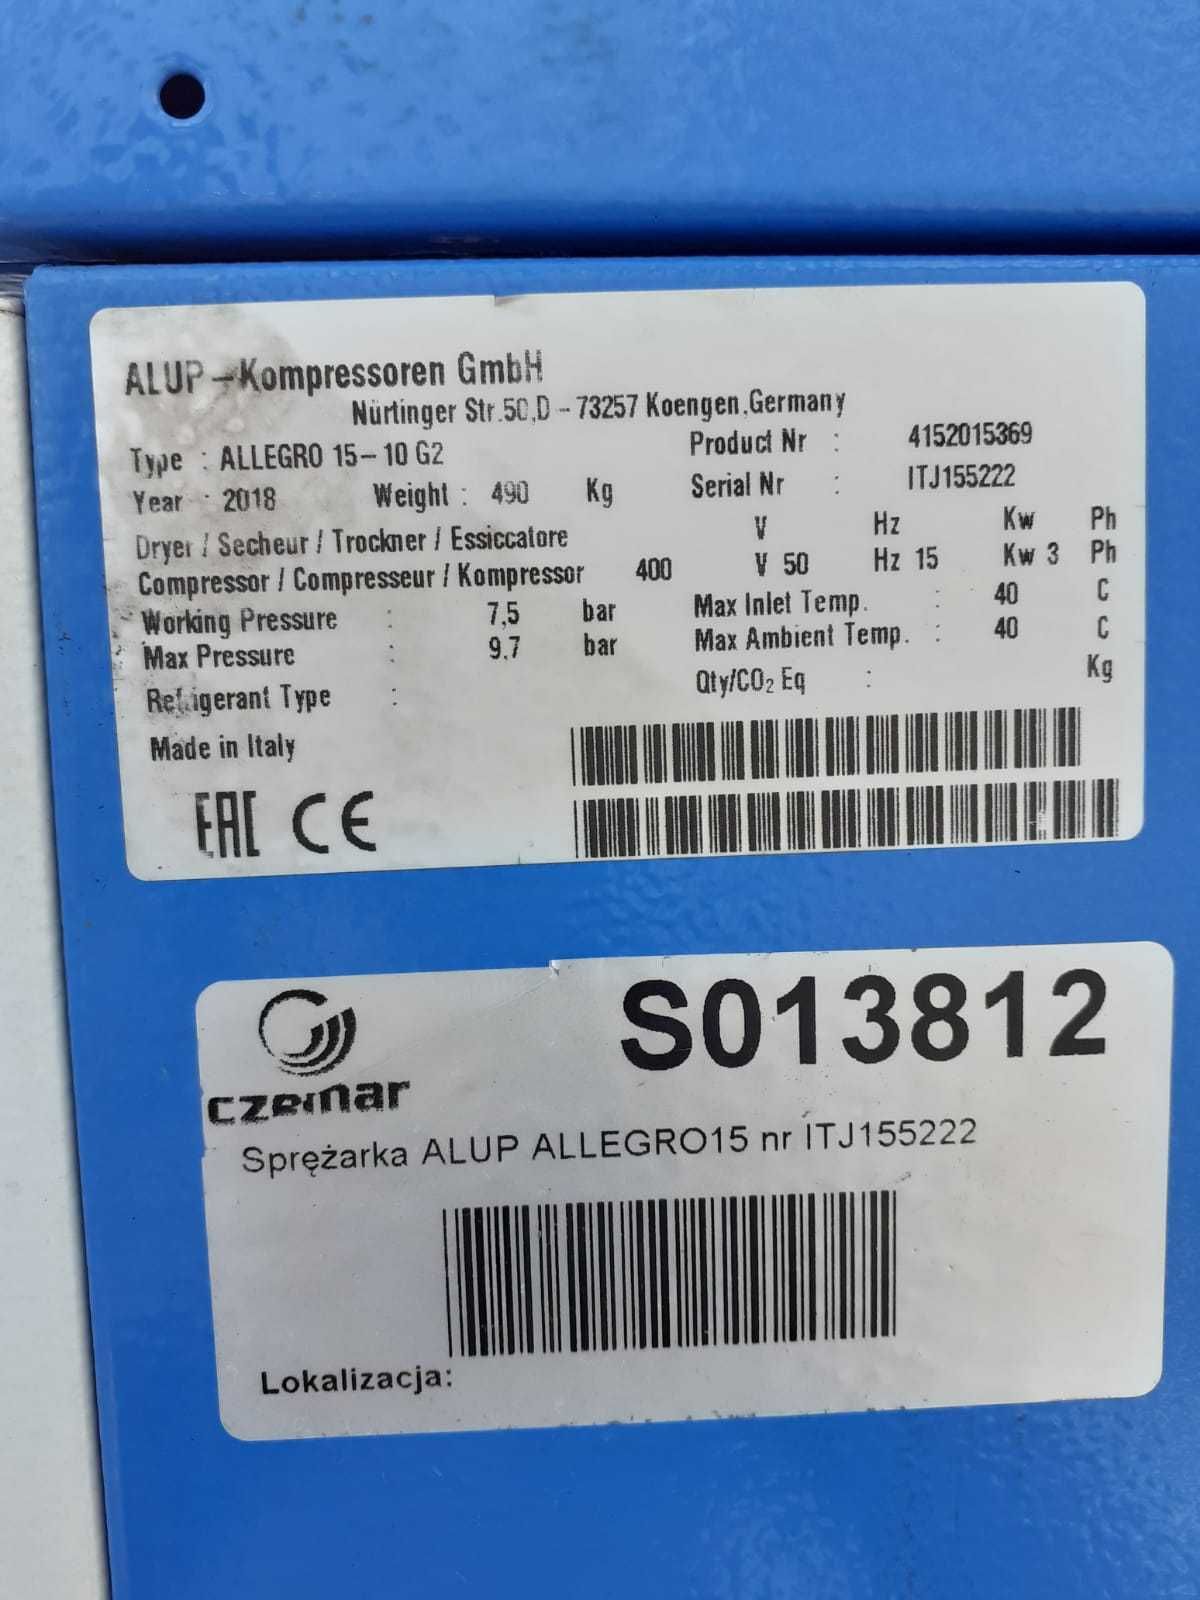 ALUP-Kompressoren GmbH
Nürtinger Str.50,D - 73257 Koengen,Germany
Type : ALLEGRO 15-10 G2
Product Nr : 4152015369
Year : 2018 Weight : 490 Kg
Serial Nr : ITJ155222
Dryer / Secheur / Trockner / Essiccatore V Hz Kw Ph
Compressor / Compresseur / Kompressor 400 V 50 Hz 15 Kw 3 Ph
Working Pressure : 7,5 bar
Max Inlet Temp. : 40 C
Max Pressure : 9.7 bar
Max Ambient Temp. : 40 C
Refrigerant Type :
Qty/CO₂ Eq : Kg
Made in Italy
EAC CE
S013812
czemar
Sprężarka ALUP ALLEGRO15 nr ITJ155222
Lokalizacja: